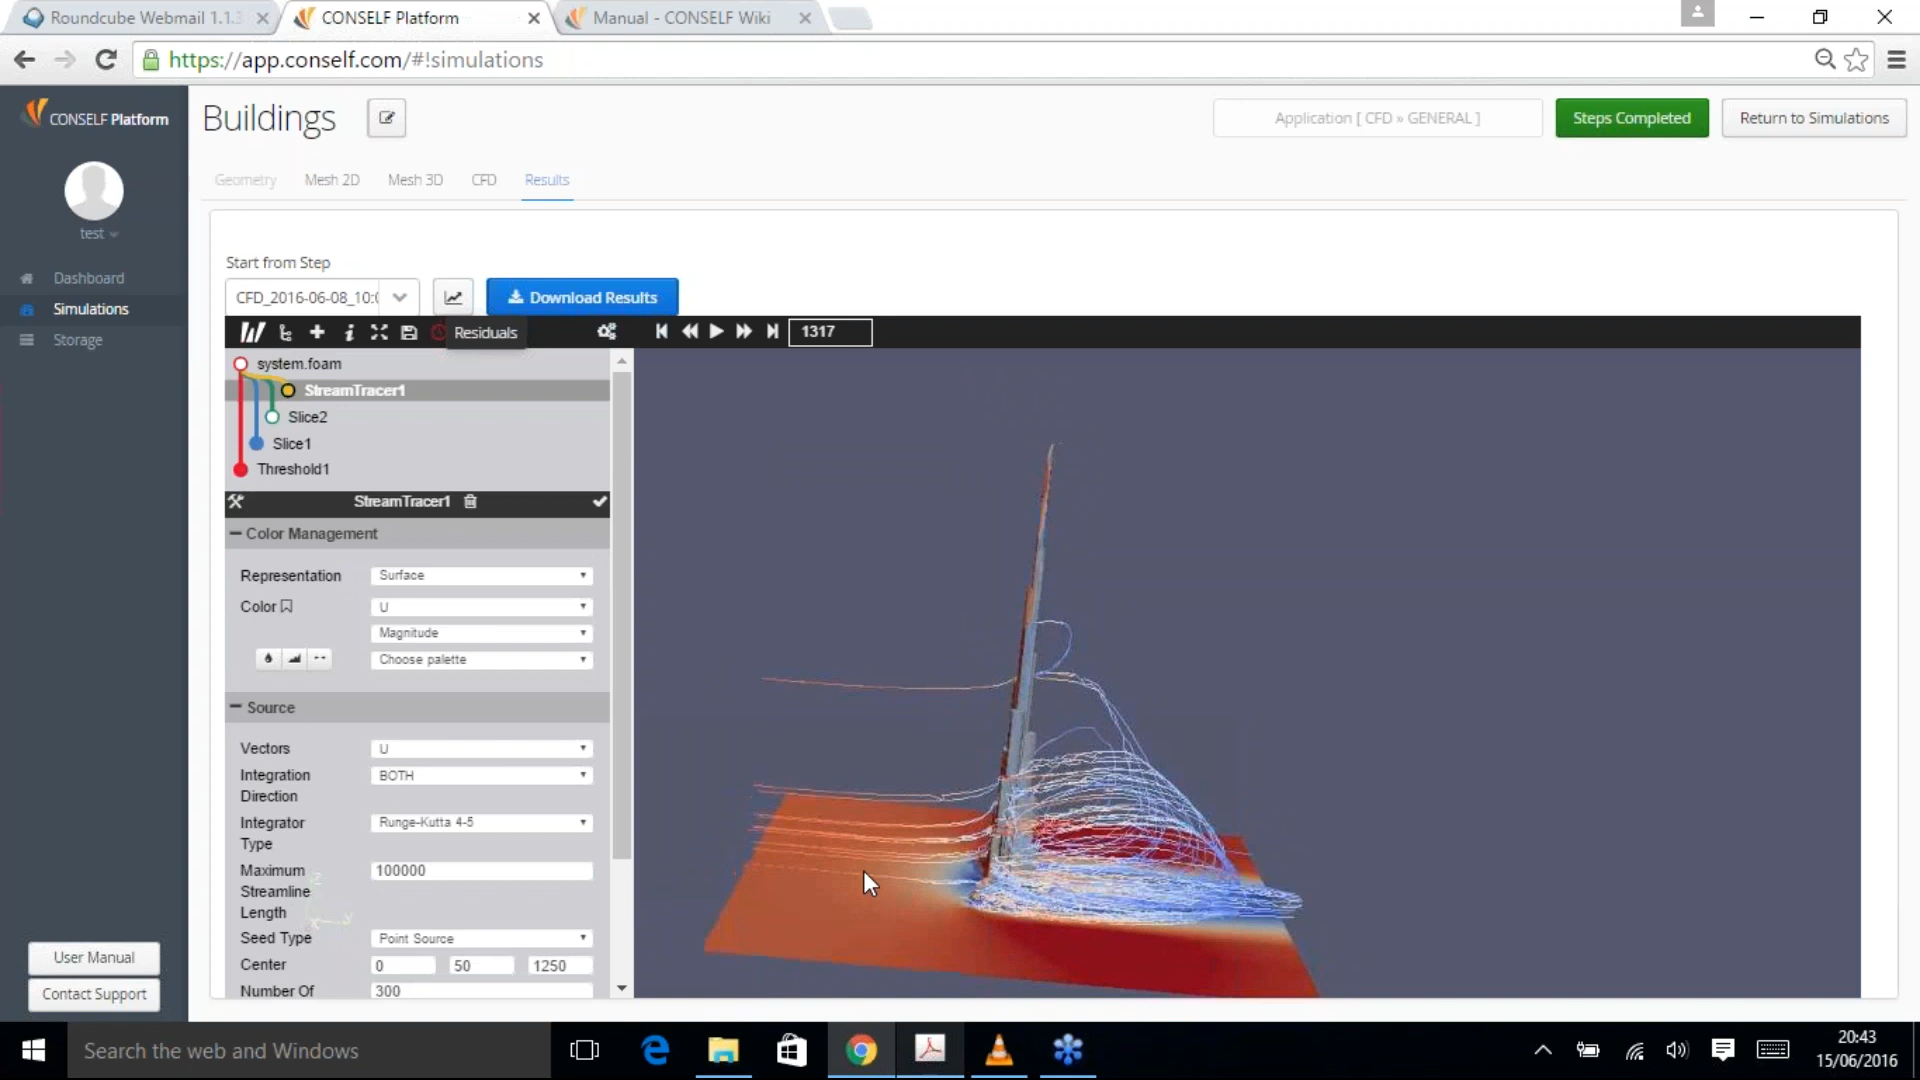 Roundcube Webmail 1.1.3
CONSELF Platform
Manual - CONSELF Wiki
https://app.conself.com/#!simulations
CONSELF Platform
Buildings
Application [ CFD » GENERAL ]
Steps Completed
Return to Simulations
test
Dashboard
Simulations
Storage
User Manual
Contact Support
Geometry
Mesh 2D
Mesh 3D
CFD
Results
Start from Step
CFD_2016-06-08_10:0
Download Results
Residuals
1317
system.foam
StreamTracer1
Slice2
Slice1
Threshold1
StreamTracer1
Color Management
Representation
Surface
Color
U
Magnitude
Choose palette
Source
Vectors
U
Integration
Direction
BOTH
Integrator
Type
Runge-Kutta 4-5
Maximum
Streamline
Length
100000
Seed Type
Point Source
Center
0
50
1250
Number Of
300
Z
X
Y
Search the web and Windows
20:43
15/06/2016